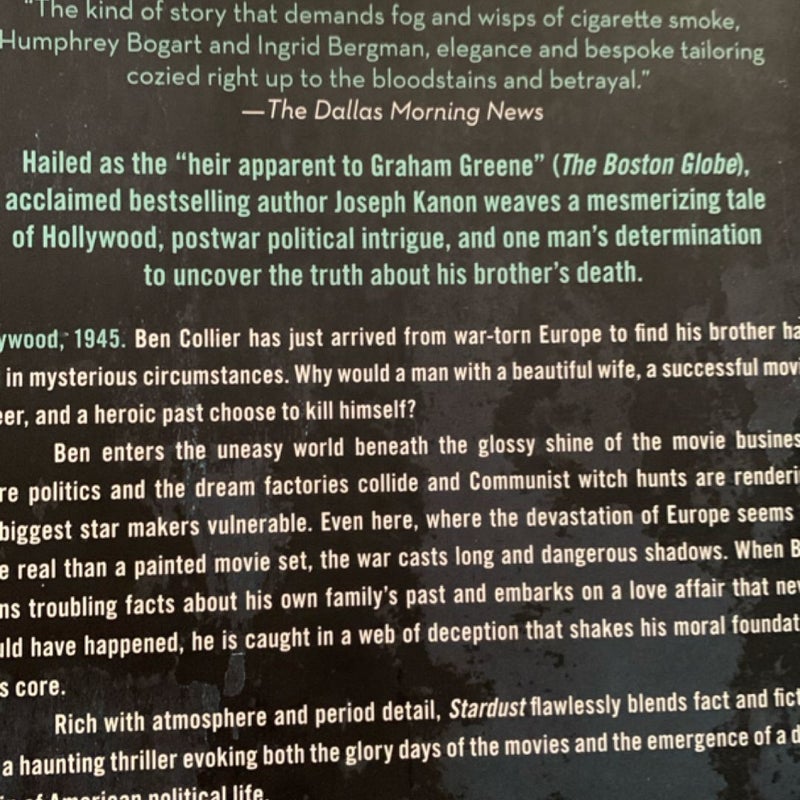 "The kind of story that demands fog and wisps of cigarette smoke,
Humphrey Bogart and Ingrid Bergman, elegance and bespoke tailoring
cozied right up to the bloodstains and betrayal."
—The Dallas Morning News
Hailed as the "heir apparent to Graham Greene" (The Boston Globe),
acclaimed bestselling author Joseph Kanon weaves a mesmerizing tale
of Hollywood, postwar political intrigue, and one man's determination
to uncover the truth about his brother's death.
ywood, 1945. Ben Collier has just arrived from war-torn Europe to find his brother ha
in mysterious circumstances. Why would a man with a beautiful wife, a successful movi
eer, and a heroic past choose to kill himself?
Ben enters the uneasy world beneath the glossy shine of the movie busines
re politics and the dream factories collide and Communist witch hunts are renderi
biggest star makers vulnerable. Even here, where the devastation of Europe seems
e real than a painted movie set, the war casts long and dangerous shadows. When B
ns troubling facts about his own family's past and embarks on a love affair that nev
uld have happened, he is caught in a web of deception that shakes his moral foundat
s core.
Rich with atmosphere and period detail, Stardust flawlessly blends fact and fict
a haunting thriller evoking both the glory days of the movies and the emergence of a d
of American political life.